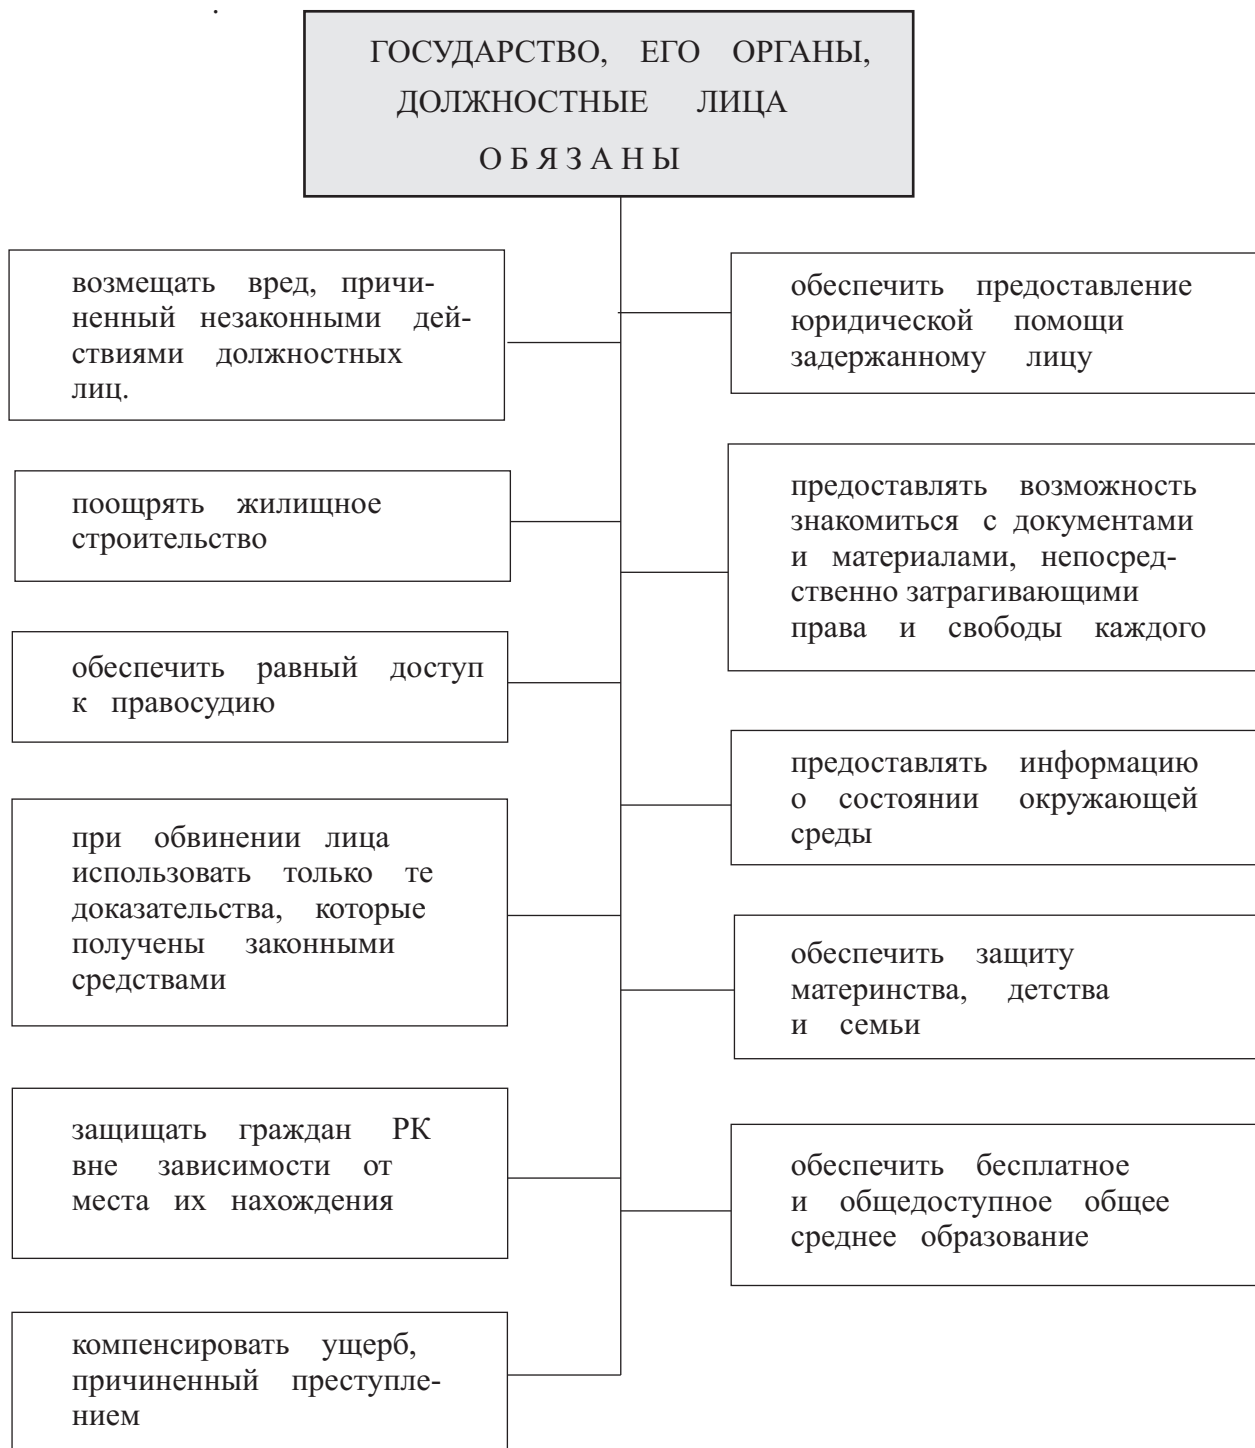 ГОСУДАРСТВО, ЕГО ОРГАНЫ,
ДОЛЖНОСТНЫЕ ЛИЦА
О Б Я З А Н Ы
возмещать вред, причи-
ненный незаконными дей-
ствиями должностных
лиц.
поощрять жилищное
строительство
обеспечить равный доступ
к правосудию
при обвинении лица
использовать только те
доказательства, которые
получены законными
средствами
защищать граждан РК
вне зависимости от
места их нахождения
компенсировать ущерб,
причиненный преступле-
нием
обеспечить предоставление
юридической помощи
задержанному лицу
предоставлять возможность
знакомиться с документами
и материалами, непосред-
ственно затрагивающими
права и свободы каждого
предоставлять информацию
о состоянии окружающей
среды
обеспечить защиту
материнства, детства
и семьи
обеспечить бесплатное
и общедоступное общее
среднее образование